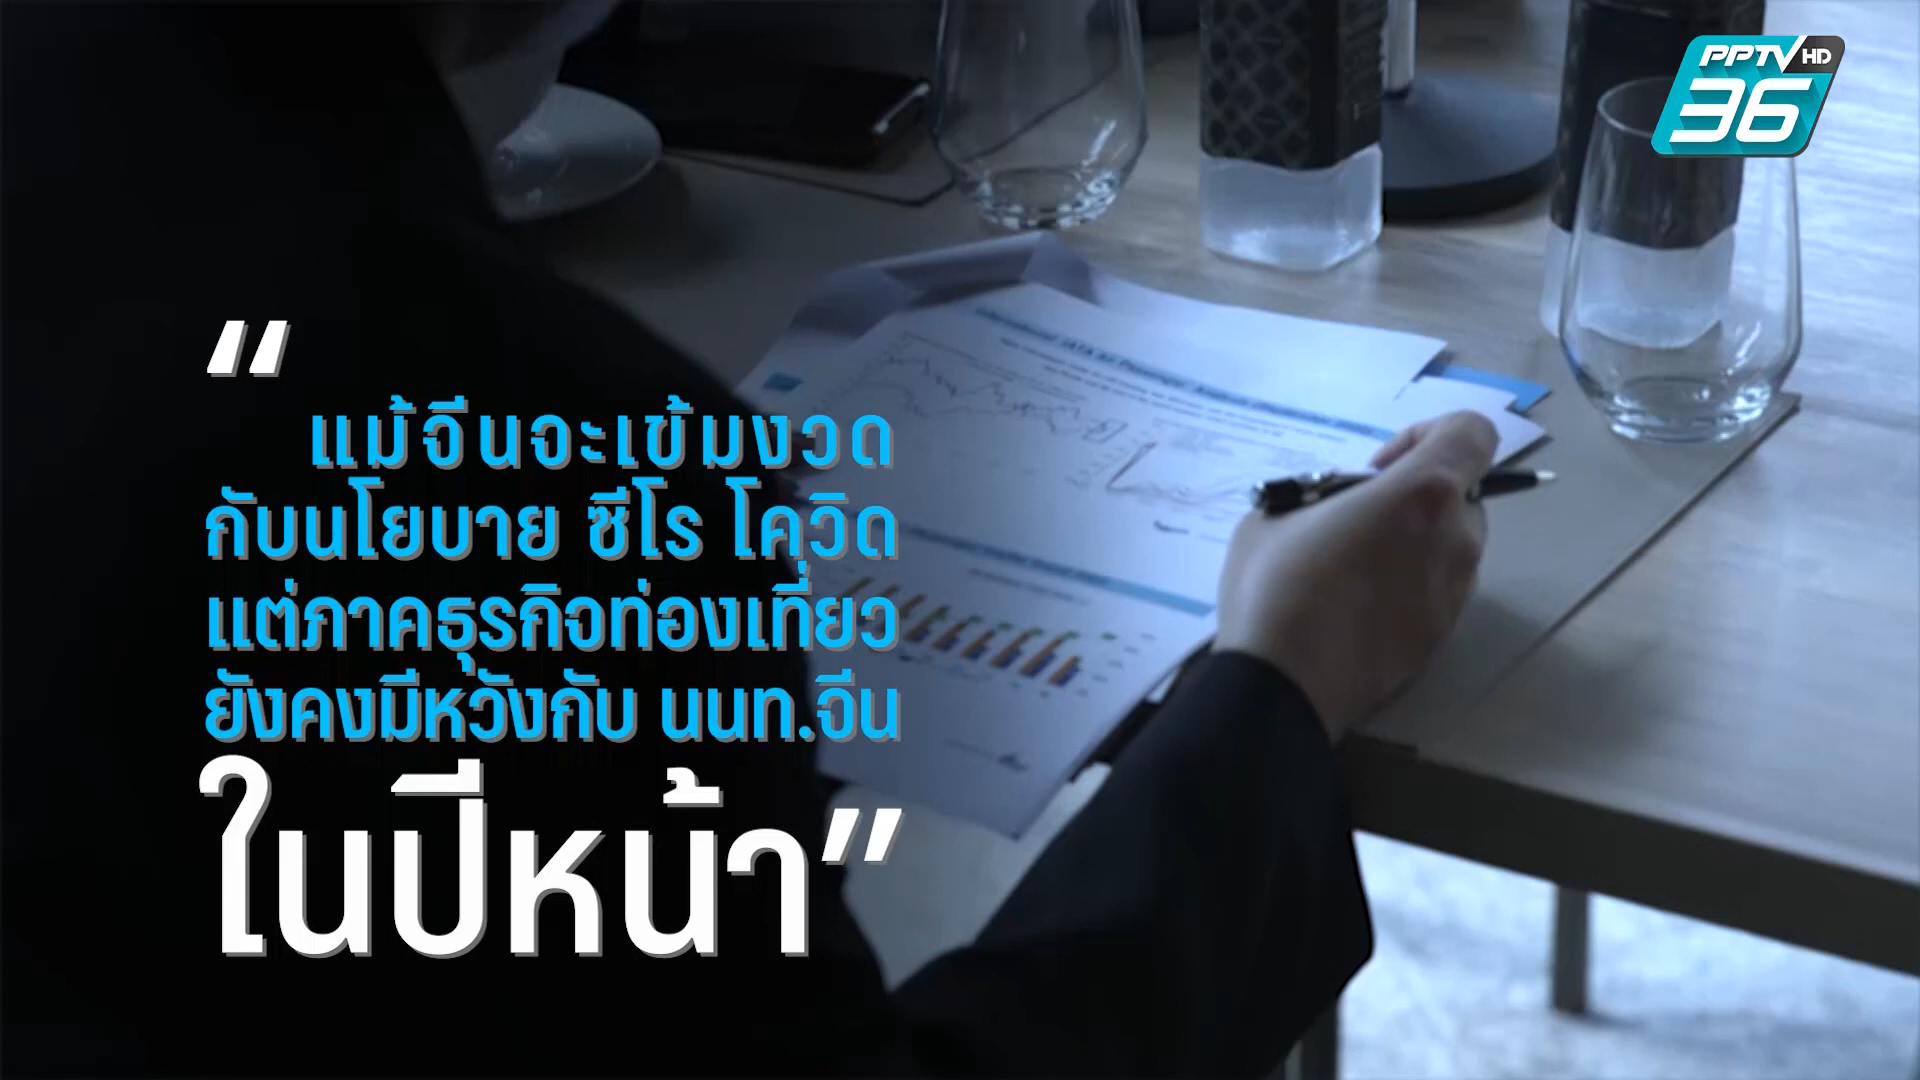 PPTV HD
36
“
แม้จีนจะเข้มงวด
กับนโยบาย ซีโร โควิด
แต่ภาคธุรกิจท่องเที่ยว
ยังคงมีหวังกับ นนท.จีน
ในปีหน้า”